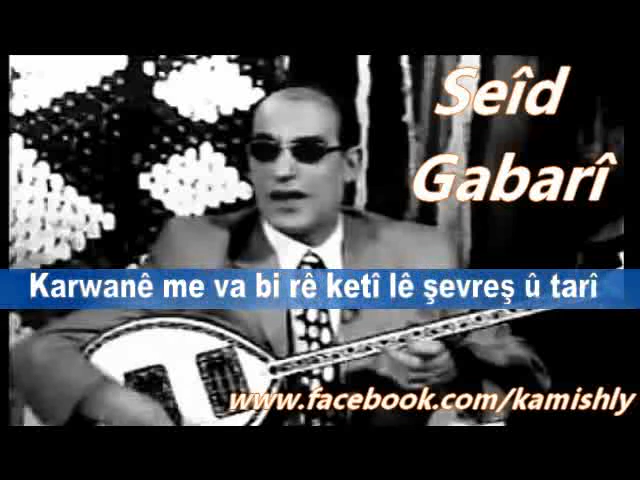 Seîd
Gabarî
Karwanê me va bi rê ketî lê şevreş û tarî
www.facebook.com/kamishly